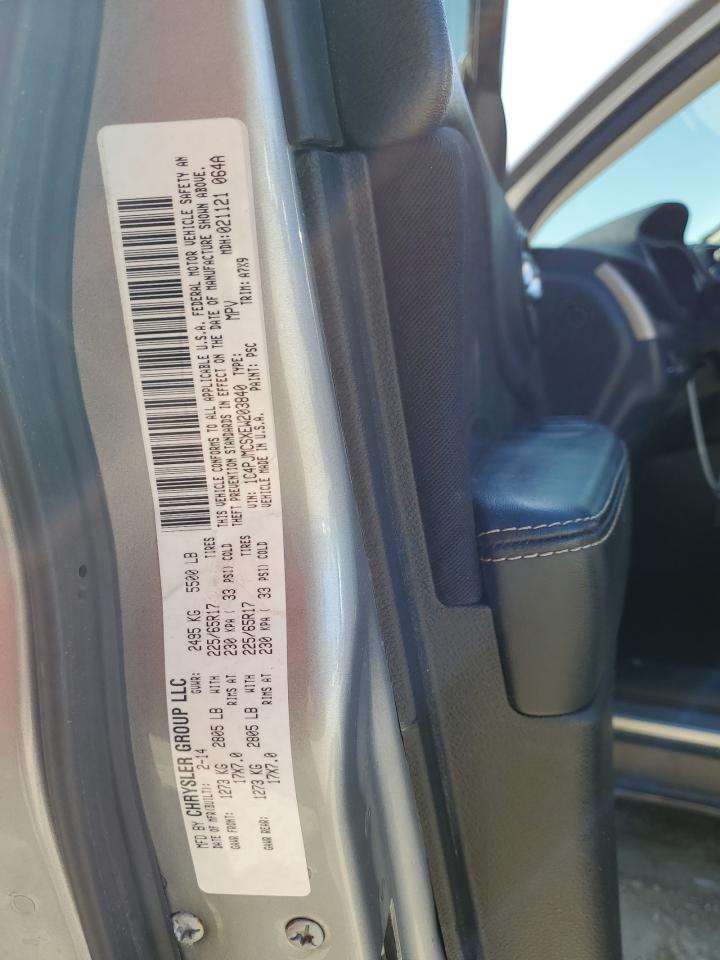 MFD BY CHRYSLER GROUP LLC
DATE OF MFR(BUILT): 2-14 GVWR: 2495 KG 5500 LB
GAWR FRONT: 1273 KG 2805 LB WITH 225/65R17 TIRES
17X7.0 RIMS AT 230 KPA ( 33 PSI) COLD
GAWR REAR: 1273 KG 2805 LB WITH 225/65R17 TIRES
17X7.0 RIMS AT 230 KPA ( 33 PSI) COLD
THIS VEHICLE CONFORMS TO ALL APPLICABLE U.S.A. FEDERAL MOTOR VEHICLE SAFETY AN
THEFT PREVENTION STANDARDS IN EFFECT ON THE DATE OF MANUFACTURE SHOWN ABOVE.
VIN: 1C4PJMCSXEW203840 TYPE: MPV MDH:021121 064A
VEHICLE MADE IN U.S.A. PAINT: PSC TRIM: A7X9